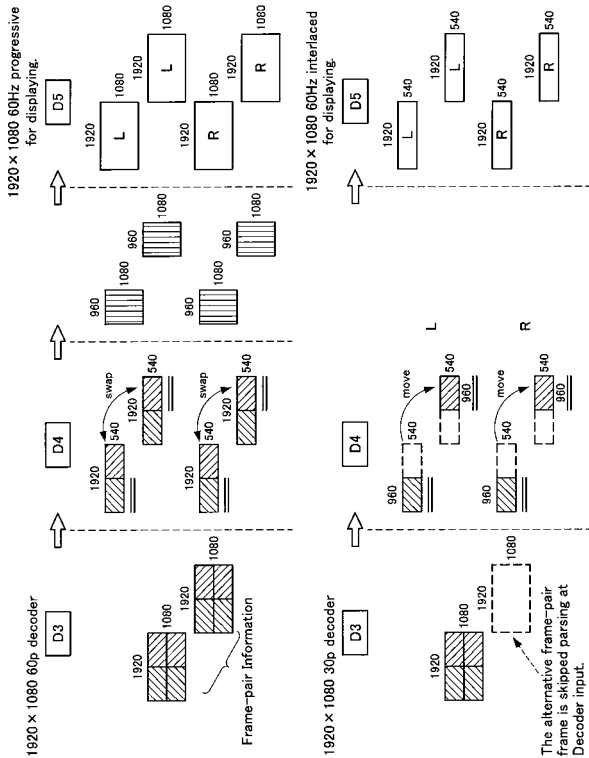 1920×1080 60p decoder
D3
1920
1080
1920
1080
Frame-pair Information
D4
1920
540
swap
1920
540
1920
540
swap
1920
540
960
1080
960
1080
960
1080
960
1080
1920×1080 60Hz progressive
for displaying.
D5
1920
1080
L
1920
1080
L
1920
1080
R
1920
1080
R
1920×1080 30p decoder
D3
1920
1080
1920
1080
The alternative frame-pair
frame is skipped parsing at
Decoder input.
D4
960
540
move
960
540
L
960
540
move
960
540
R
1920×1080 60Hz interlaced
for displaying.
D5
1920
540
L
1920
540
L
1920
540
R
1920
540
R